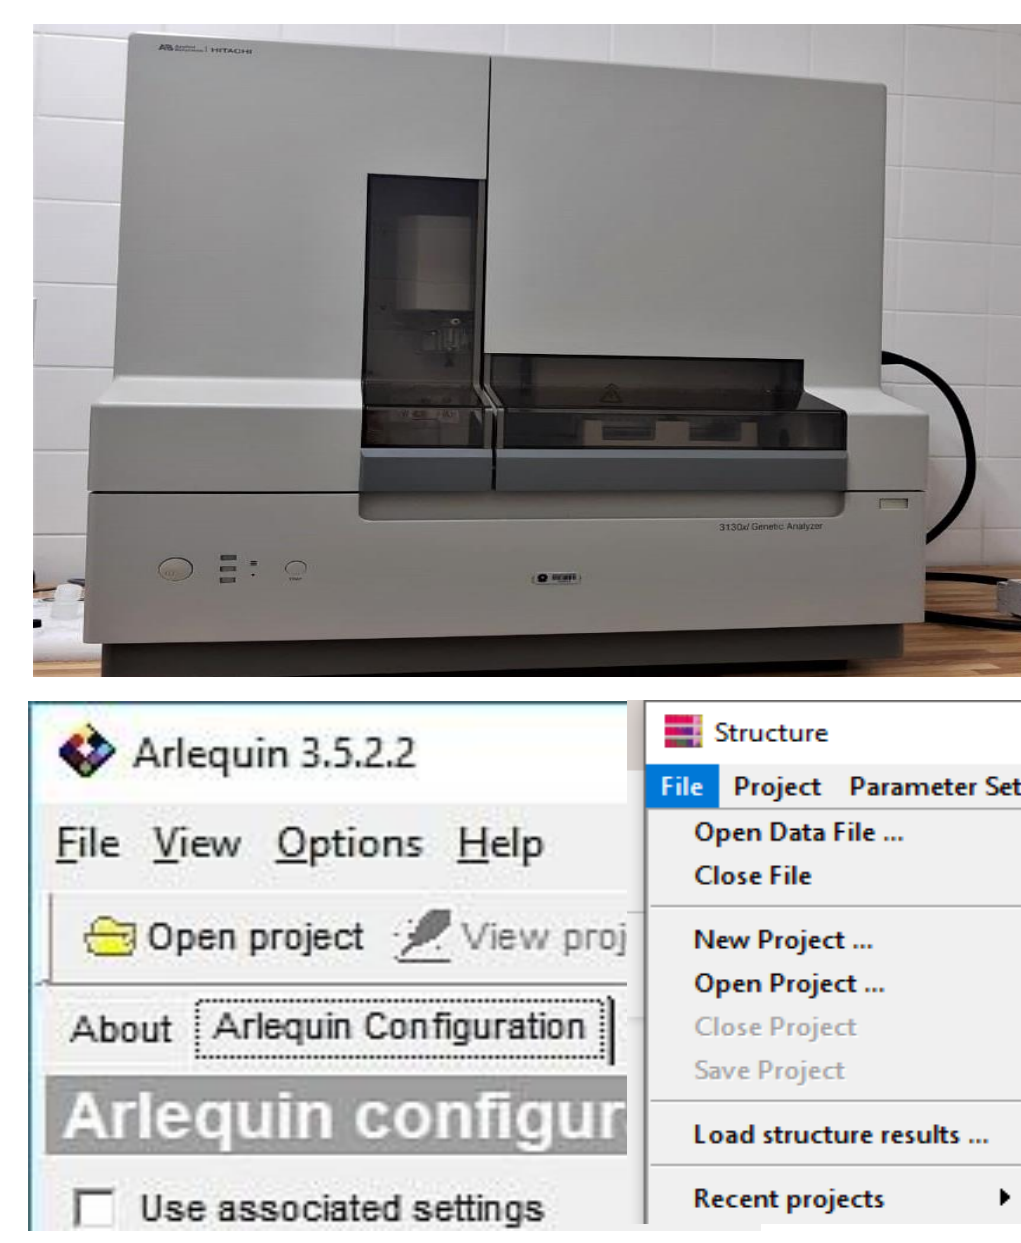 HITACHI
3130xl Genetic Analyzer
Arlequin 3.5.2.2
File View Options Help
Open project View proj
About Arlequin Configuration
Arlequin configur
Use associated settings
Structure
File Project Parameter Set
Open Data File ...
Close File
New Project ...
Open Project ...
Close Project
Save Project
Load structure results ...
Recent projects